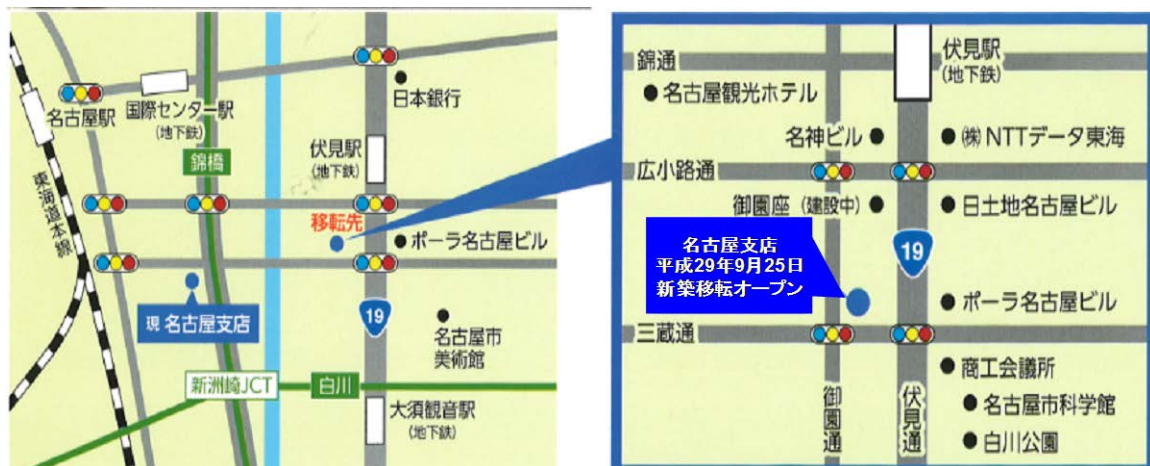 名古屋駅
国際センター駅
(地下鉄)
日本銀行
錦橋
伏見駅
(地下鉄)
東海道本線
移転先
ポーラ名古屋ビル
現 名古屋支店
19
名古屋市
美術館
新洲崎JCT
白川
大須観音駅
(地下鉄)
伏見駅
(地下鉄)
錦通
名古屋観光ホテル
名神ビル
㈱NTTデータ東海
広小路通
御園座(建設中)
日土地名古屋ビル
名古屋支店
平成29年9月25日
新築移転オープン
19
ポーラ名古屋ビル
三蔵通
商工会議所
御園通
伏見通
名古屋市科学館
白川公園